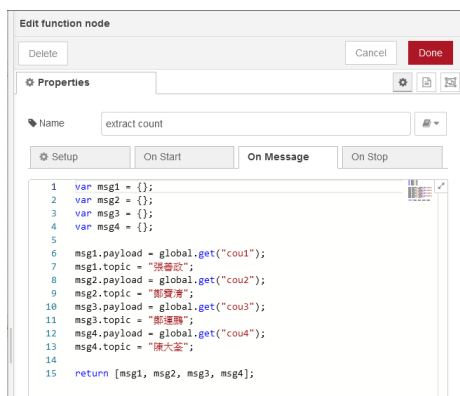 Edit function node
Delete
Cancel
Done
Properties
Name
extract count
Setup
On Start
On Message
On Stop
1 var msg1 = {};
2 var msg2 = {};
3 var msg3 = {};
4 var msg4 = {};
5
6 msg1.payload = global.get("cou1");
7 msg1.topic = "張善政";
8 msg2.payload = global.get("cou2");
9 msg2.topic = "鄭寶清";
10 msg3.payload = global.get("cou3");
11 msg3.topic = "鄭運鵬";
12 msg4.payload = global.get("cou4");
13 msg4.topic = "陳大荃";
14
15 return [msg1, msg2, msg3, msg4];